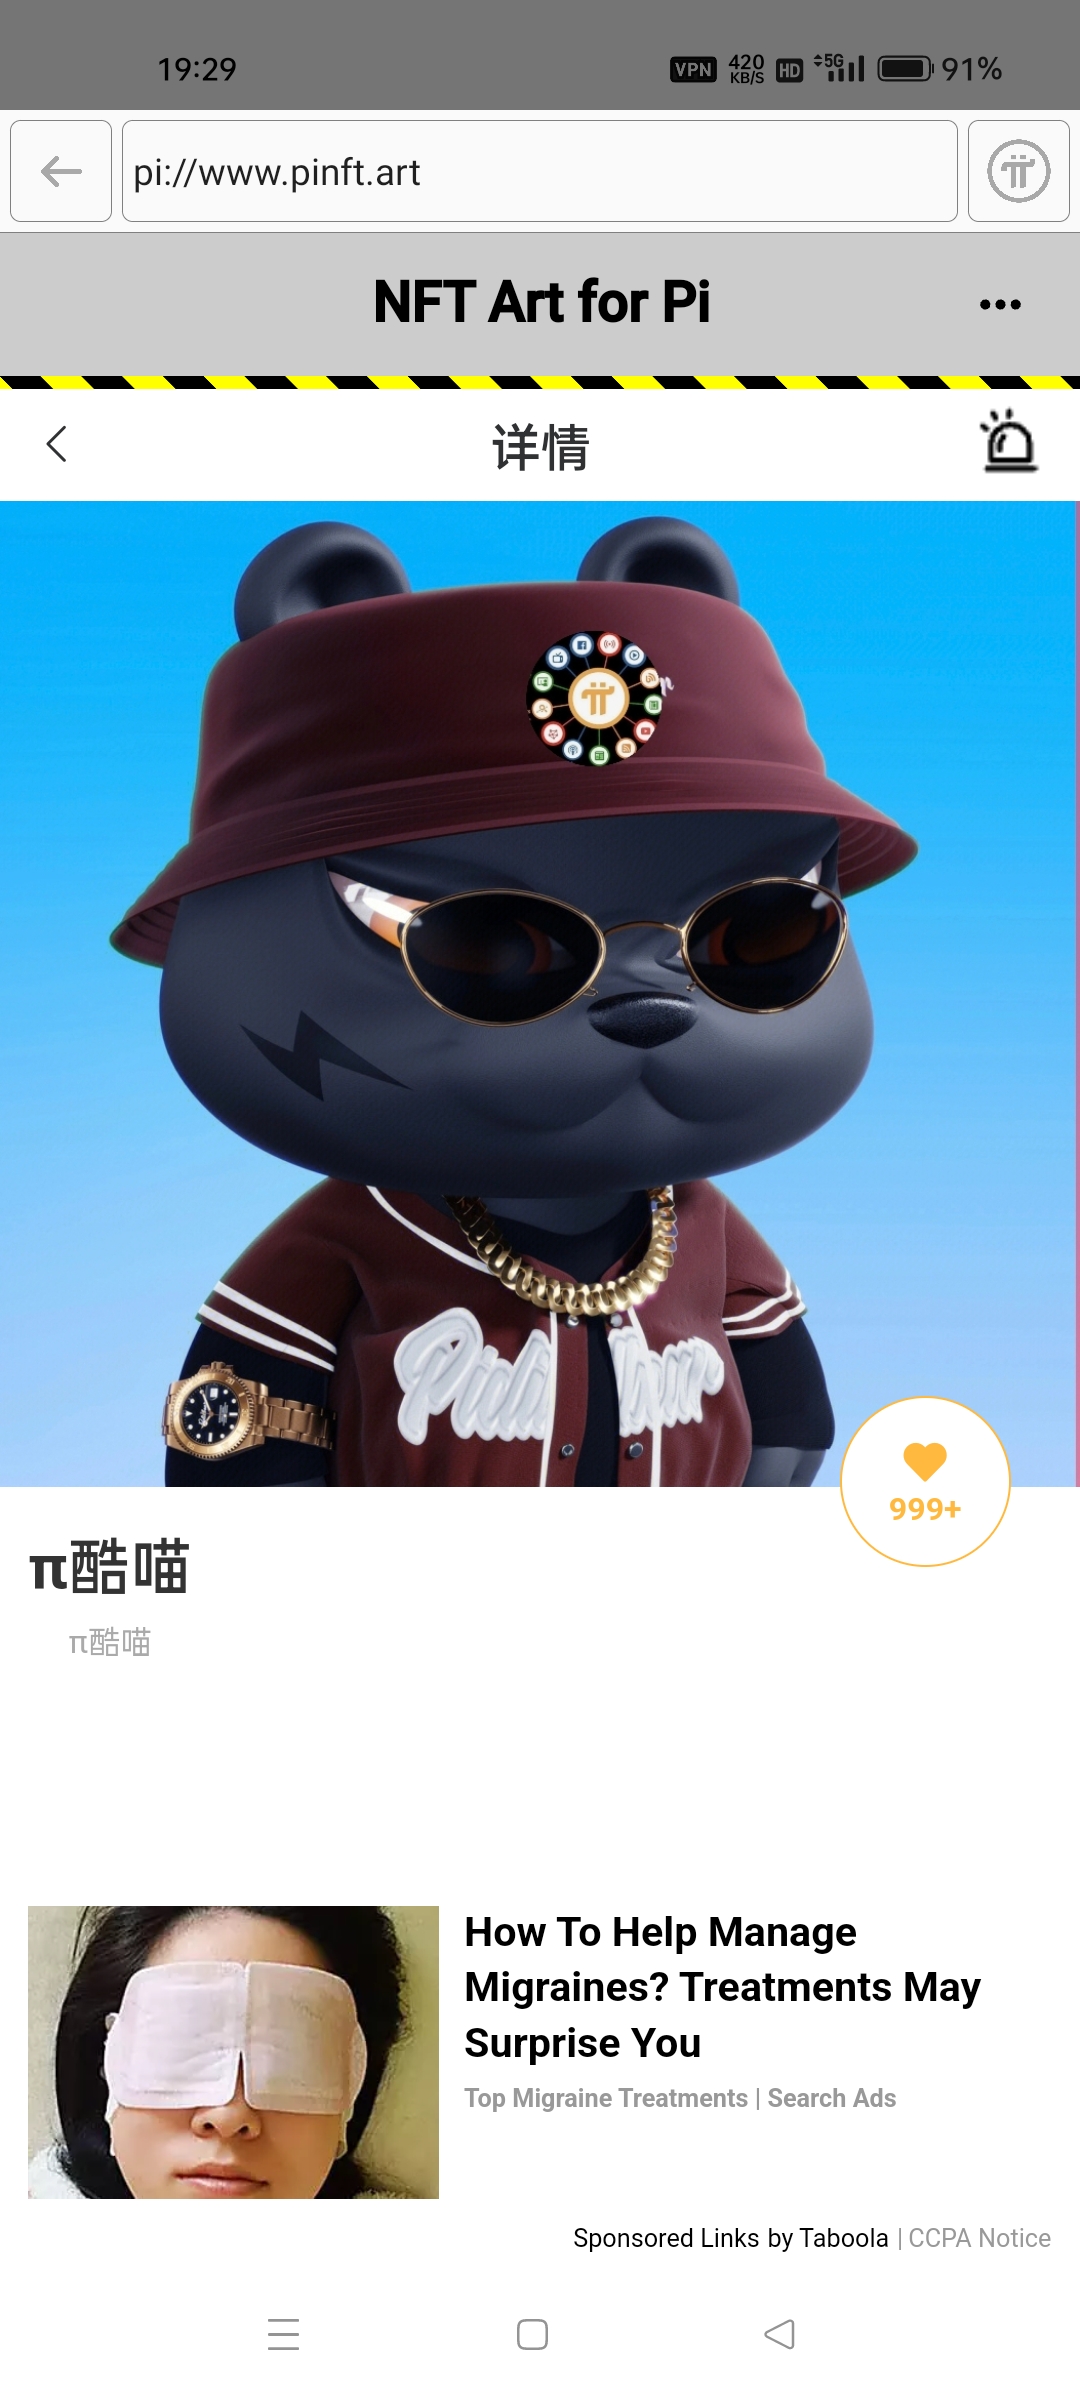 19:29
VPN 420 KB/S HD 5G 91%
pi://www.pinft.art
NFT Art for Pi
详情
999+
π酷喵
π酷喵
How To Help Manage
Migraines? Treatments May
Surprise You
Top Migraine Treatments | Search Ads
Sponsored Links by Taboola | CCPA Notice